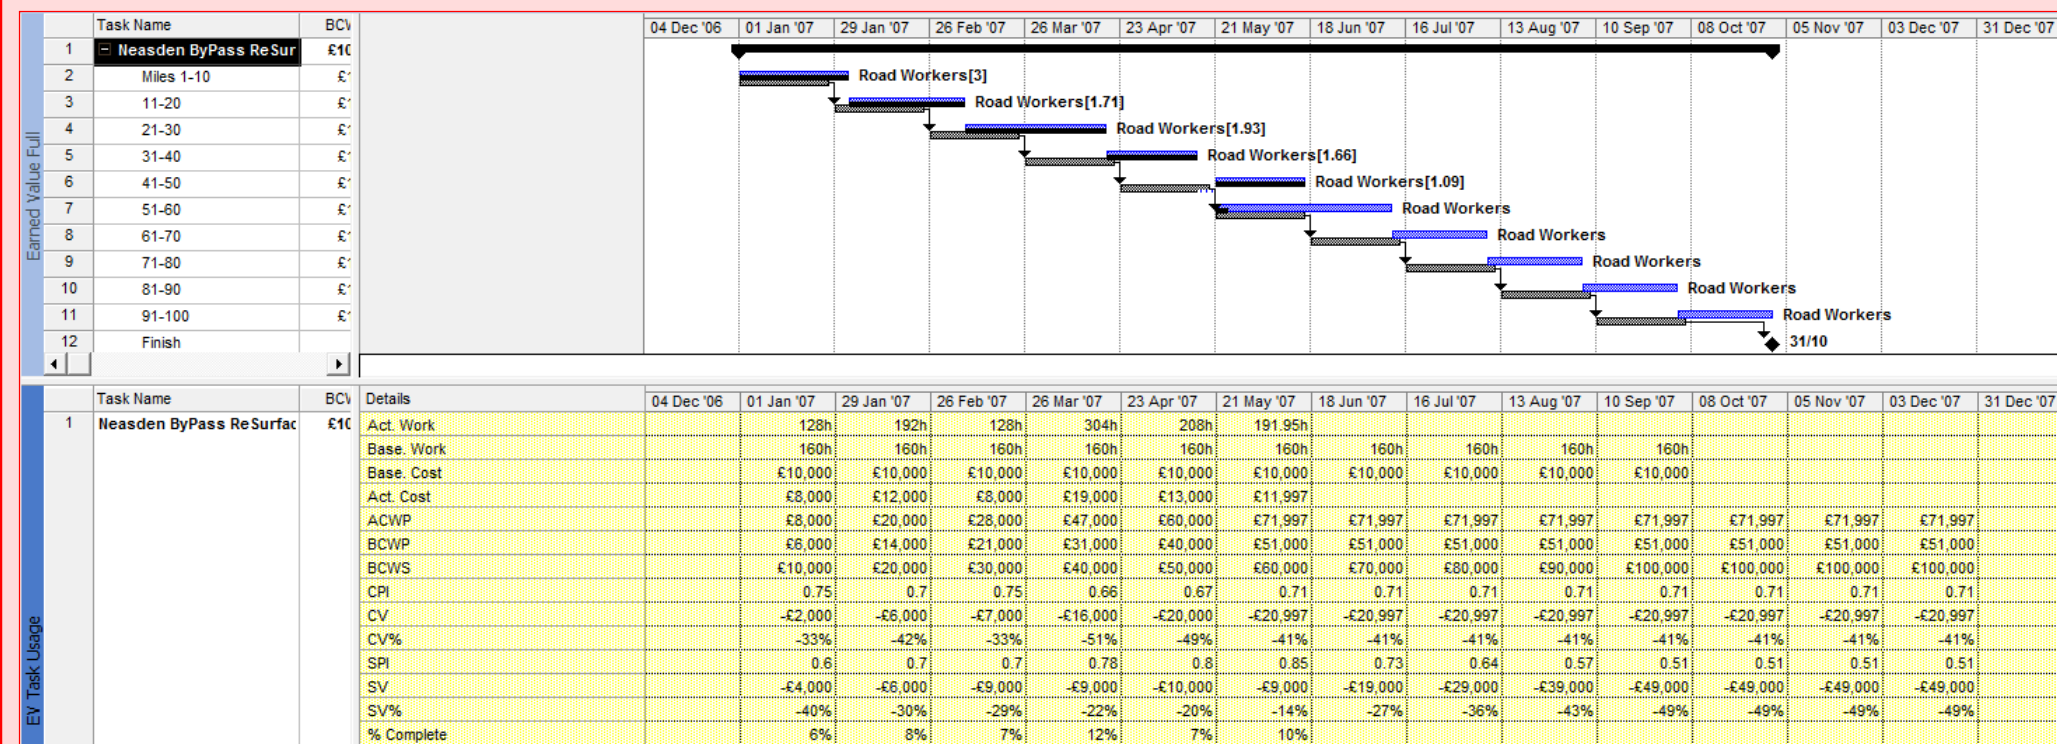 Task Name BCV 04 Dec '06 01 Jan '07 29 Jan '07 26 Feb '07 26 Mar '07 23 Apr '07 21 May '07 18 Jun '07 16 Jul '07 13 Aug '07 10 Sep '07 08 Oct '07 05 Nov '07 03 Dec '07 31 Dec '07
1 Neasden ByPass ReSur £10
2 Miles 1-10 £1 Road Workers[3]
3 11-20 £1 Road Workers[1.71]
4 21-30 £1 Road Workers[1.93]
5 31-40 £1 Road Workers[1.66]
6 41-50 £1 Road Workers[1.09]
7 51-60 £1 Road Workers
8 61-70 £1 Road Workers
9 71-80 £1 Road Workers
10 81-90 £1 Road Workers
11 91-100 £1 Road Workers
12 Finish 31/10
Earned Value Full
Task Name BCV Details 04 Dec '06 01 Jan '07 29 Jan '07 26 Feb '07 26 Mar '07 23 Apr '07 21 May '07 18 Jun '07 16 Jul '07 13 Aug '07 10 Sep '07 08 Oct '07 05 Nov '07 03 Dec '07 31 Dec '07
1 Neasden ByPass ReSurfac £10 Act. Work 128h 192h 128h 304h 208h 191.95h
Base. Work 160h 160h 160h 160h 160h 160h 160h 160h 160h 160h
Base. Cost £10,000 £10,000 £10,000 £10,000 £10,000 £10,000 £10,000 £10,000 £10,000 £10,000
Act. Cost £8,000 £12,000 £8,000 £19,000 £13,000 £11,997
ACWP £8,000 £20,000 £28,000 £47,000 £60,000 £71,997 £71,997 £71,997 £71,997 £71,997 £71,997 £71,997 £71,997
BCWP £6,000 £14,000 £21,000 £31,000 £40,000 £51,000 £51,000 £51,000 £51,000 £51,000 £51,000 £51,000 £51,000
BCWS £10,000 £20,000 £30,000 £40,000 £50,000 £60,000 £70,000 £80,000 £90,000 £100,000 £100,000 £100,000 £100,000
CPI 0.75 0.7 0.75 0.66 0.67 0.71 0.71 0.71 0.71 0.71 0.71 0.71 0.71
CV -£2,000 -£6,000 -£7,000 -£16,000 -£20,000 -£20,997 -£20,997 -£20,997 -£20,997 -£20,997 -£20,997 -£20,997 -£20,997
CV% -33% -42% -33% -51% -49% -41% -41% -41% -41% -41% -41% -41% -41%
SPI 0.6 0.7 0.7 0.78 0.8 0.85 0.73 0.64 0.57 0.51 0.51 0.51 0.51
SV -£4,000 -£6,000 -£9,000 -£9,000 -£10,000 -£9,000 -£19,000 -£29,000 -£39,000 -£49,000 -£49,000 -£49,000 -£49,000
SV% -40% -30% -29% -22% -20% -14% -27% -36% -43% -49% -49% -49% -49%
% Complete 6% 8% 7% 12% 7% 10%
EV Task Usage